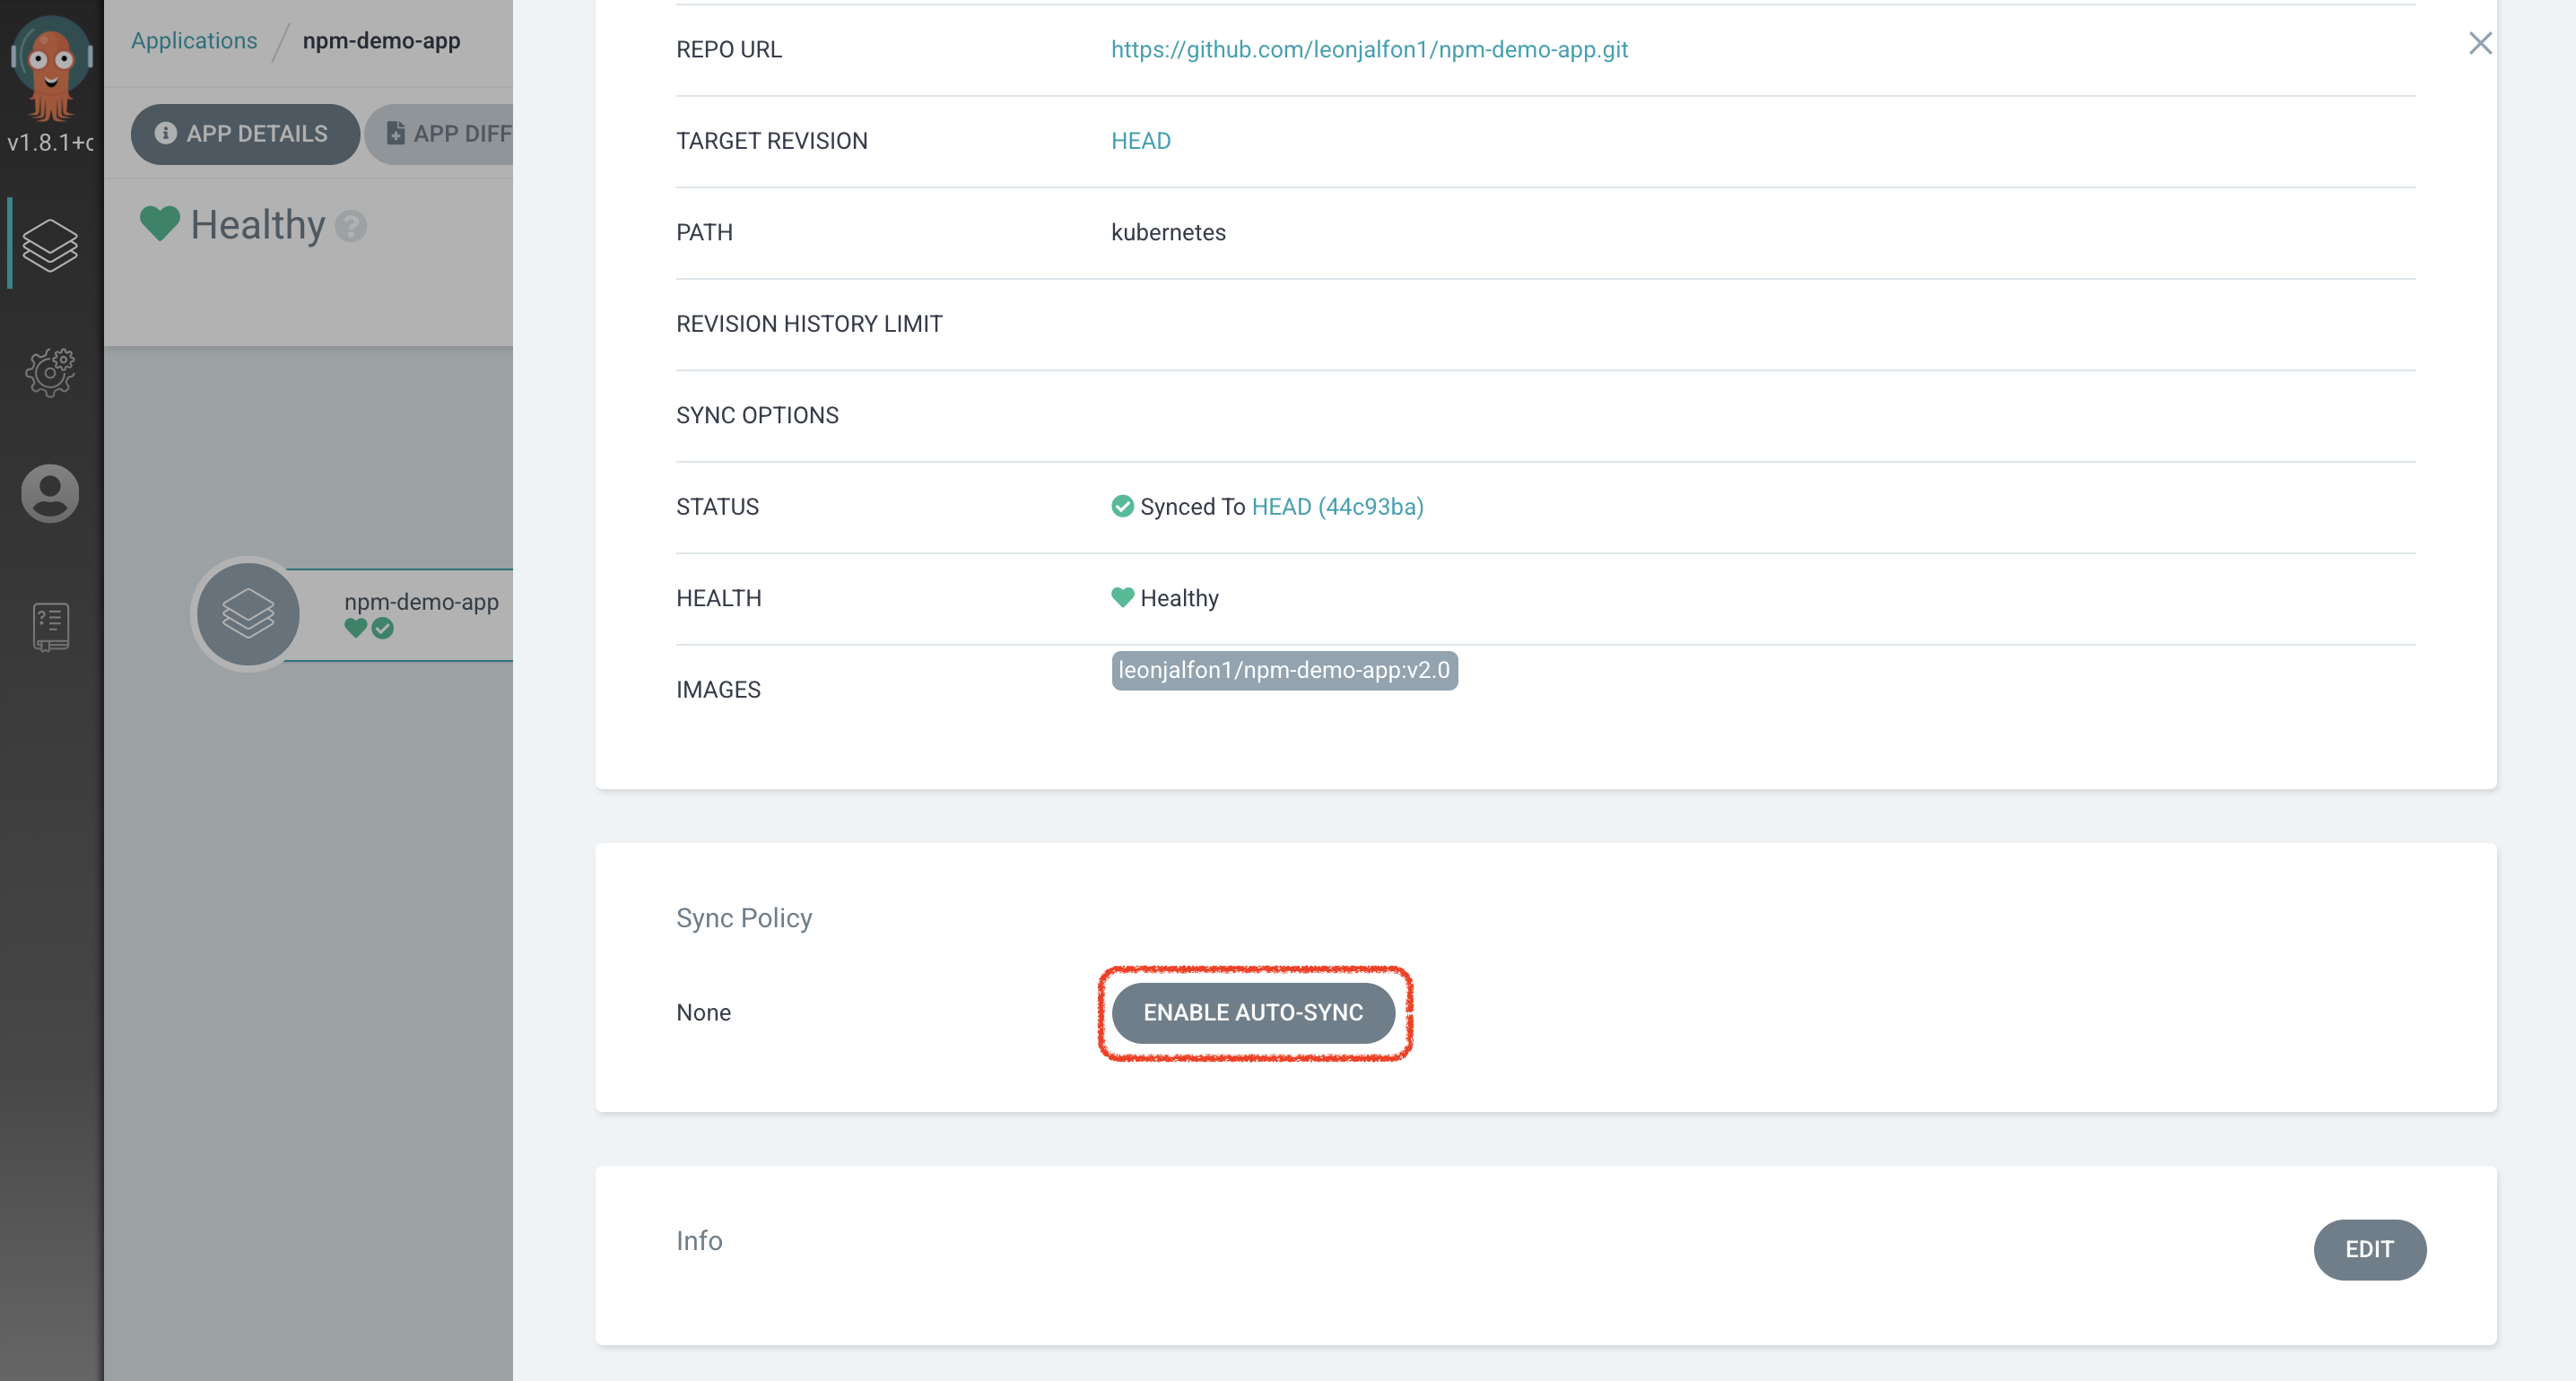 Applications / npm-demo-app
v1.8.1+c
APP DETAILS
APP DIFF
Healthy
npm-demo-app
REPO URL https://github.com/leonjalfon1/npm-demo-app.git
TARGET REVISION HEAD
PATH kubernetes
REVISION HISTORY LIMIT
SYNC OPTIONS
STATUS Synced To HEAD (44c93ba)
HEALTH Healthy
IMAGES leonjalfon1/npm-demo-app:v2.0
Sync Policy
None ENABLE AUTO-SYNC
Info EDIT